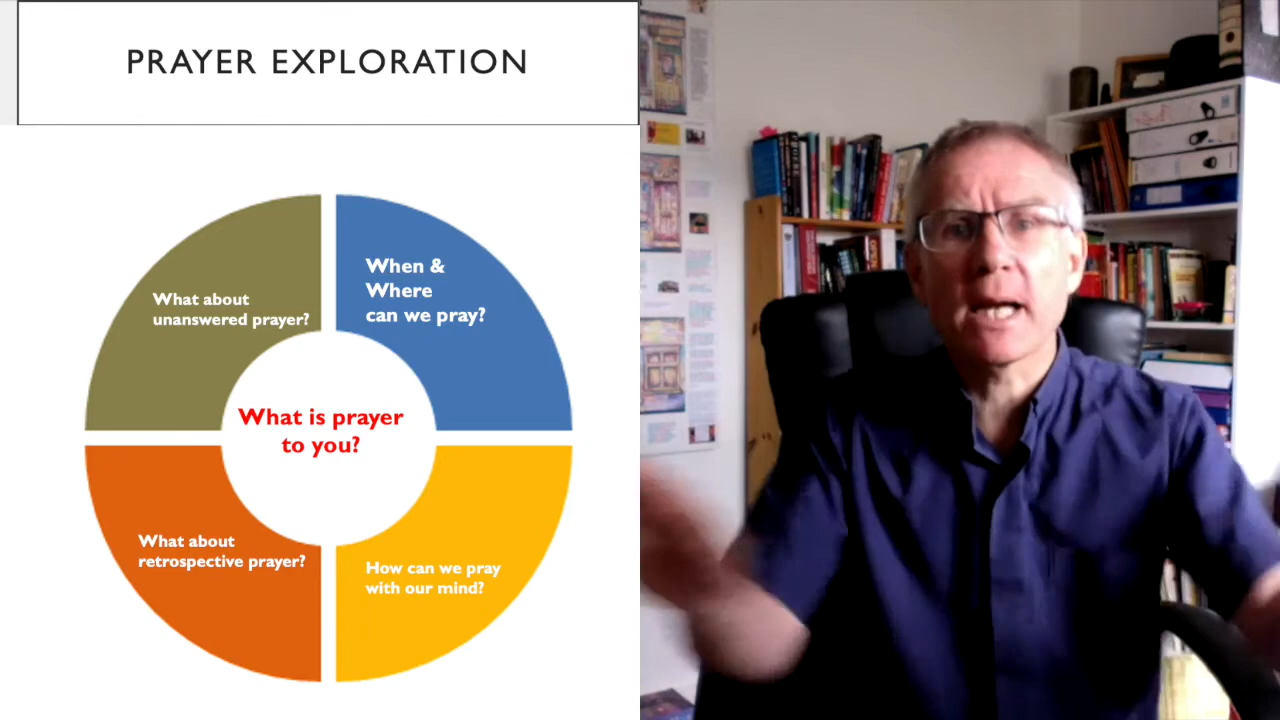 PRAYER EXPLORATION
What about
unanswered prayer?
When &
Where
can we pray?
What is prayer
to you?
What about
retrospective prayer?
How can we pray
with our mind?